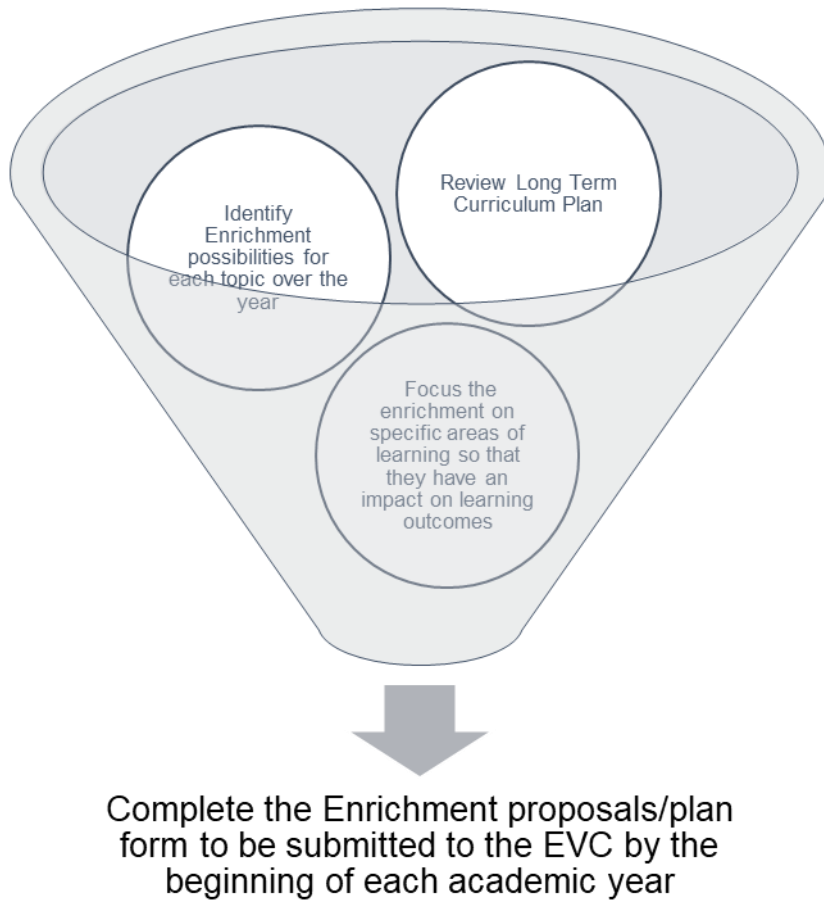 Review Long Term
Curriculum Plan
Identify
Enrichment
possibilities for
each topic over the
year
Focus the
enrichment on
specific areas of
learning so that
they have an
impact on learning
outcomes
Complete the Enrichment proposals/plan
form to be submitted to the EVC by the
beginning of each academic year